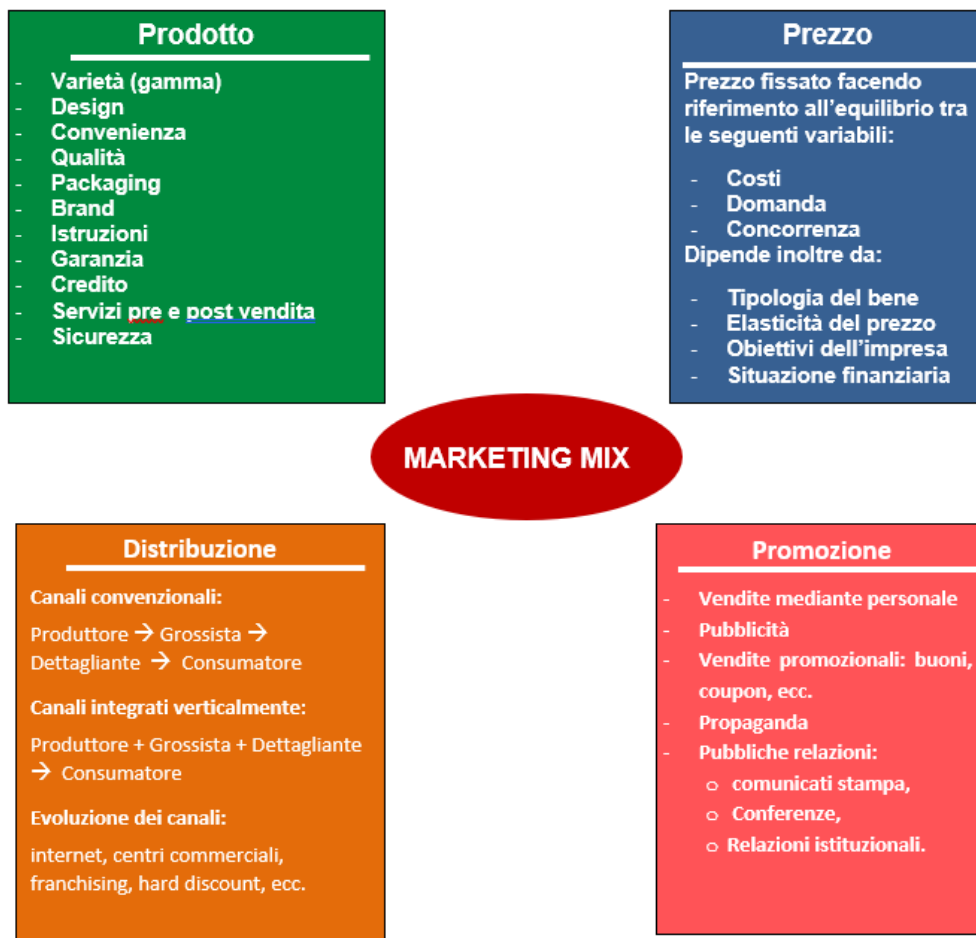 Prodotto
- Varietà (gamma)
- Design
- Convenienza
- Qualità
- Packaging
- Brand
- Istruzioni
- Garanzia
- Credito
- Servizi pre e post vendita
- Sicurezza
Prezzo
Prezzo fissato facendo
riferimento all'equilibrio tra
le seguenti variabili:
- Costi
- Domanda
- Concorrenza
Dipende inoltre da:
- Tipologia del bene
- Elasticità del prezzo
- Obiettivi dell'impresa
- Situazione finanziaria
MARKETING MIX
Distribuzione
Canali convenzionali:
Produttore → Grossista →
Dettagliante → Consumatore
Canali integrati verticalmente:
Produttore + Grossista + Dettagliante
→ Consumatore
Evoluzione dei canali:
internet, centri commerciali,
franchising, hard discount, ecc.
Promozione
- Vendite mediante personale
- Pubblicità
- Vendite promozionali: buoni,
coupon, ecc.
- Propaganda
- Pubbliche relazioni:
o comunicati stampa,
o Conferenze,
o Relazioni istituzionali.